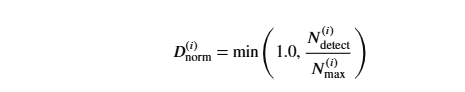 D_norm^(i) = min ( 1.0, N_detect^(i) / N_max^(i) )